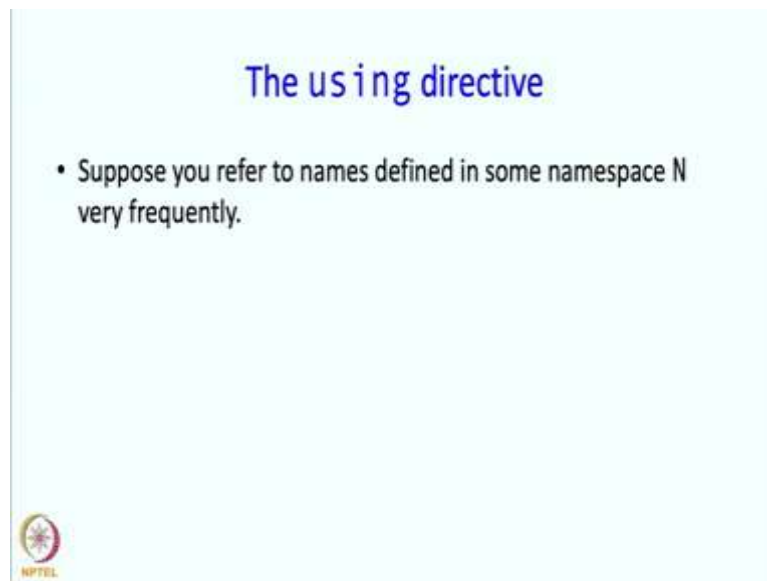 The using directive
• Suppose you refer to names defined in some namespace N
very frequently.
NPTEL